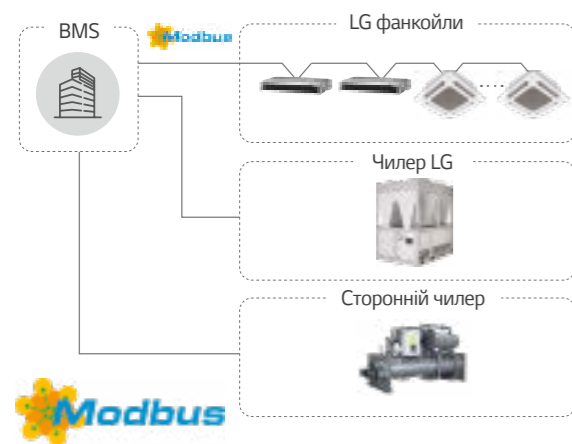 BMS
Modbus
LG фанкойли
Чилер LG
Сторонній чилер
Modbus